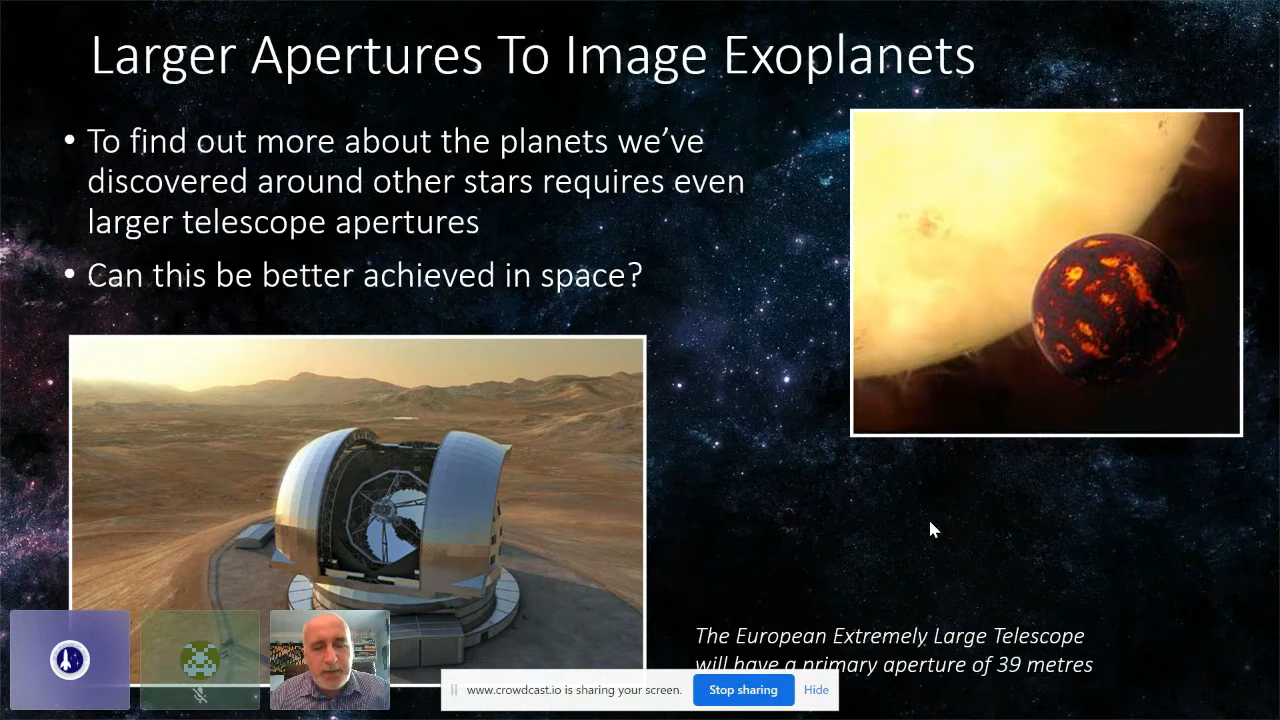 Larger Apertures To Image Exoplanets
• To find out more about the planets we've
discovered around other stars requires even
larger telescope apertures
• Can this be better achieved in space?
The European Extremely Large Telescope
will have a primary aperture of 39 metres
www.crowdcast.io is sharing your screen.
Stop sharing
Hide